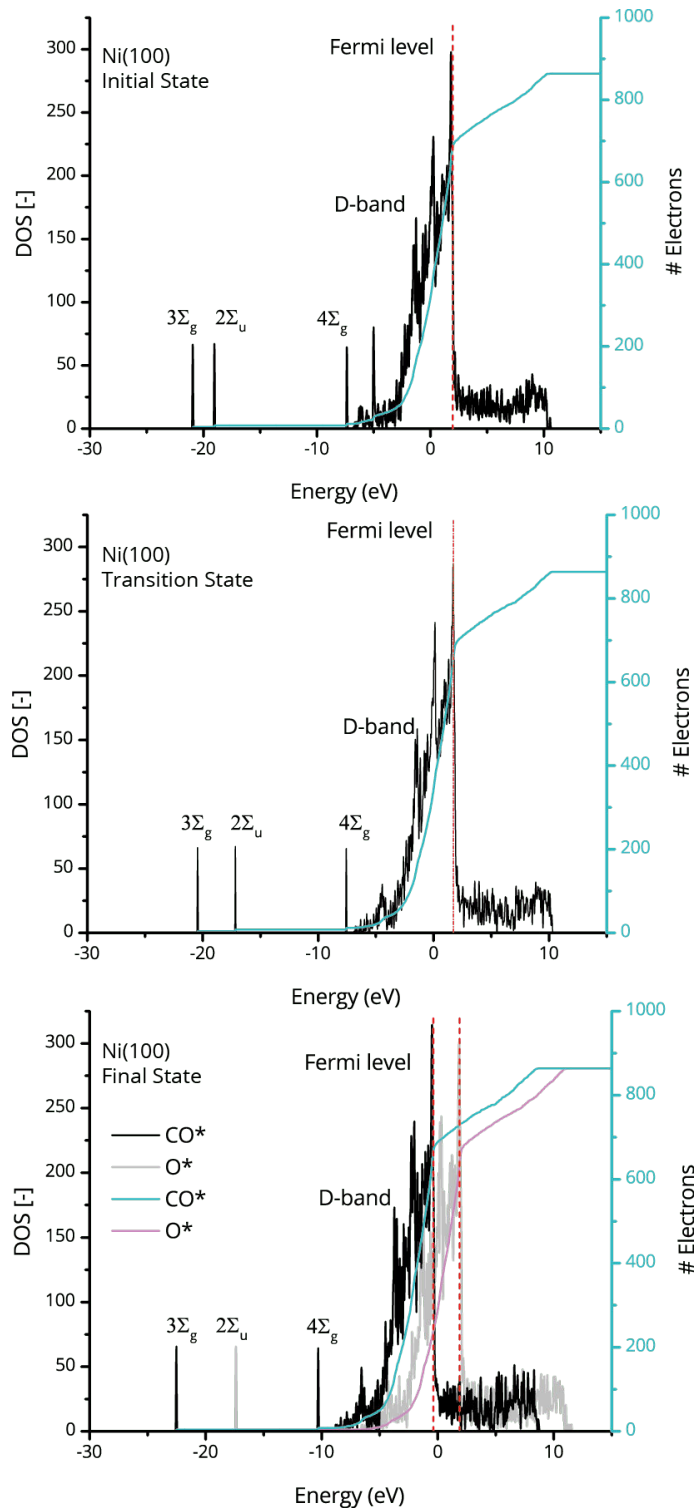 Ni(100)
Initial State
Fermi level
D-band
3Σg
2Σu
4Σg
DOS [-]
300
250
200
150
100
50
0
1000
800
600
400
200
0
# Electrons
-30
-20
-10
0
10
Energy (eV)
Ni(100)
Transition State
Fermi level
D-band
3Σg
2Σu
4Σg
DOS [-]
300
250
200
150
100
50
0
1000
800
600
400
200
0
# Electrons
-30
-20
-10
0
10
Energy (eV)
Ni(100)
Final State
Fermi level
CO*
O*
CO*
O*
D-band
3Σg
2Σu
4Σg
DOS [-]
300
250
200
150
100
50
0
1000
800
600
400
200
0
# Electrons
-30
-20
-10
0
10
Energy (eV)